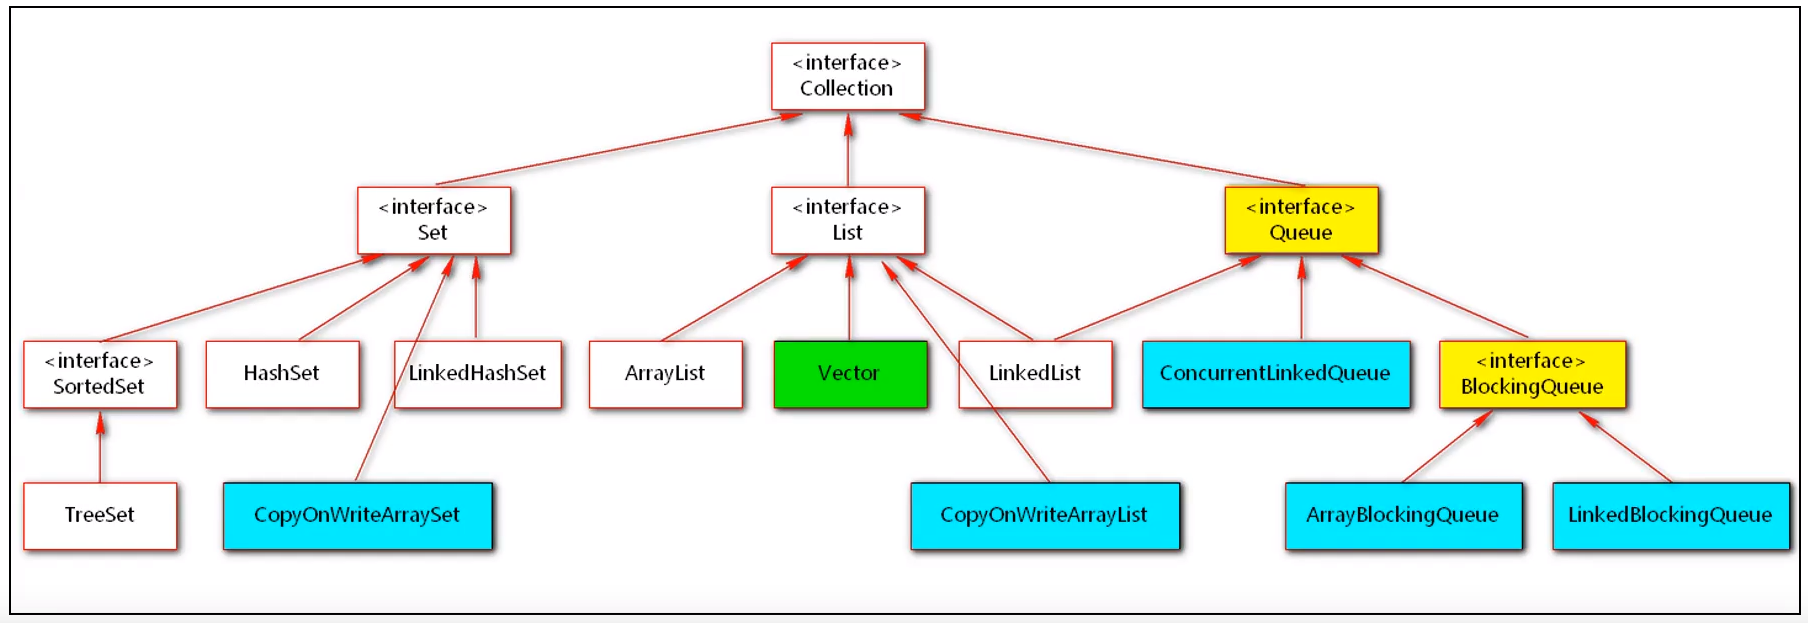 <interface>
Collection
<interface>
Set
<interface>
List
<interface>
Queue
<interface>
SortedSet
HashSet
LinkedHashSet
ArrayList
Vector
LinkedList
ConcurrentLinkedQueue
<interface>
BlockingQueue
TreeSet
CopyOnWriteArraySet
CopyOnWriteArrayList
ArrayBlockingQueue
LinkedBlockingQueue